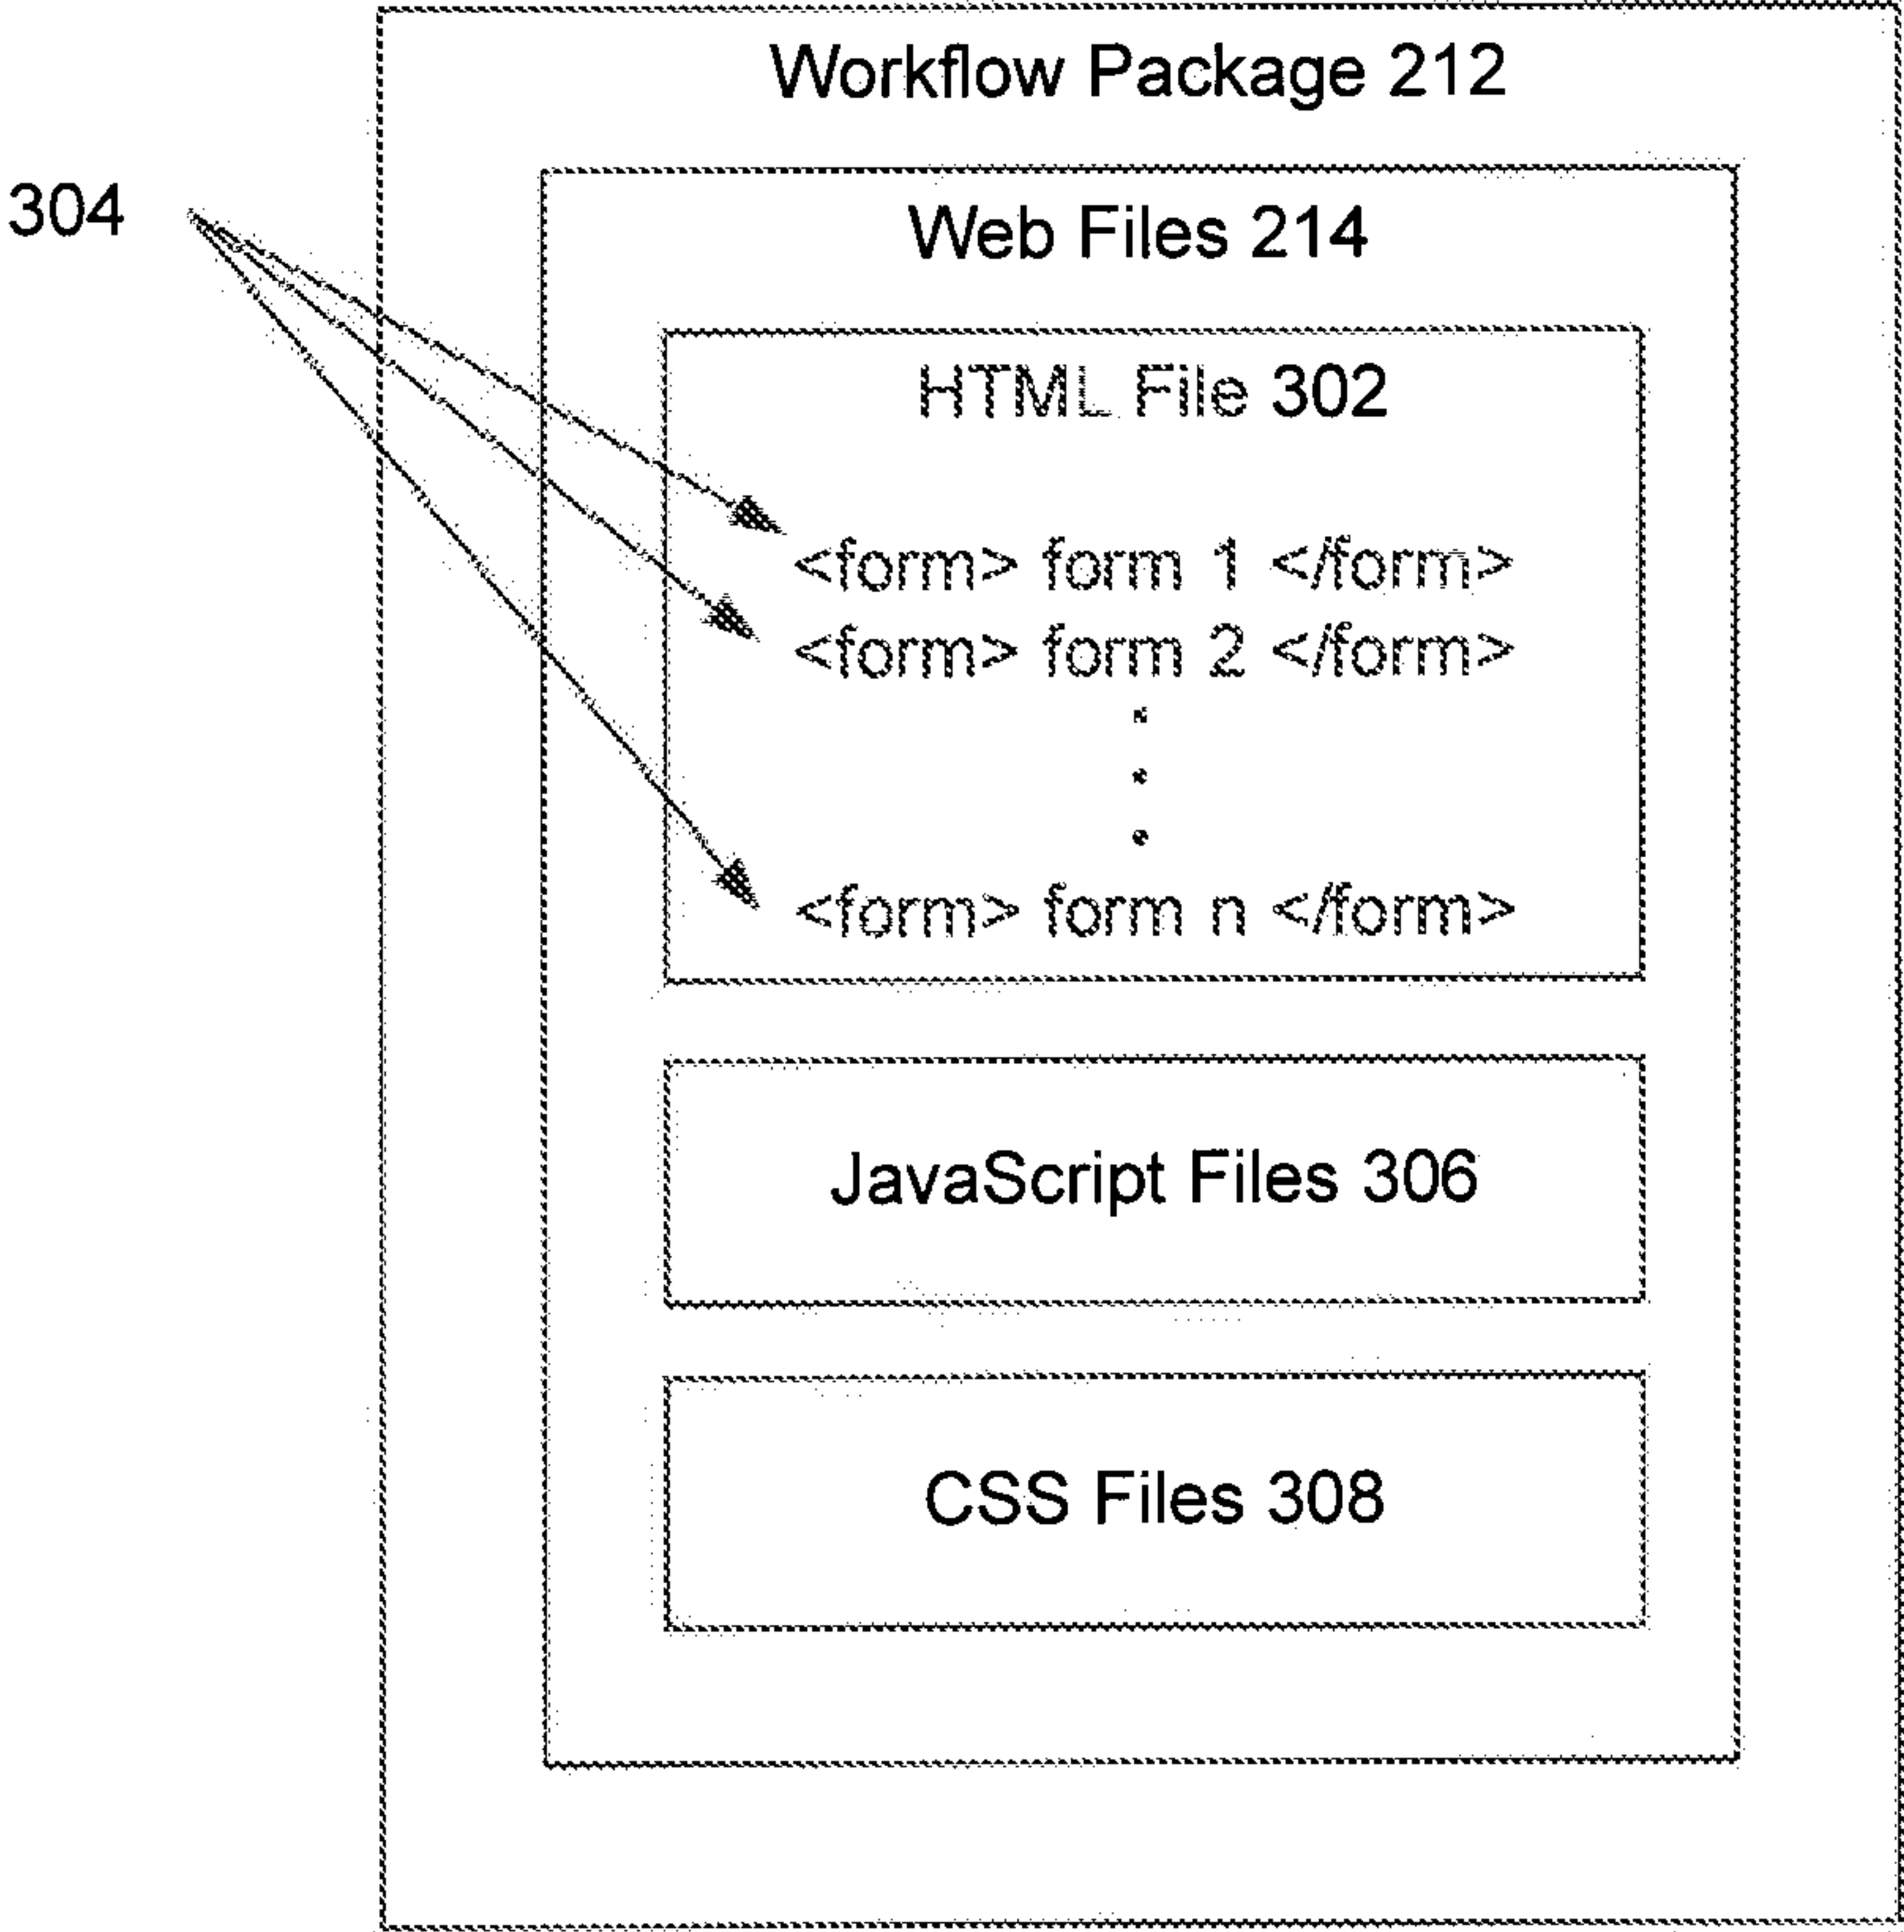 Workflow Package 212
304
Web Files 214
HTML File 302
<form> form 1 </form>
<form> form 2 </form>
.
.
.
<form> form n </form>
JavaScript Files 306
CSS Files 308